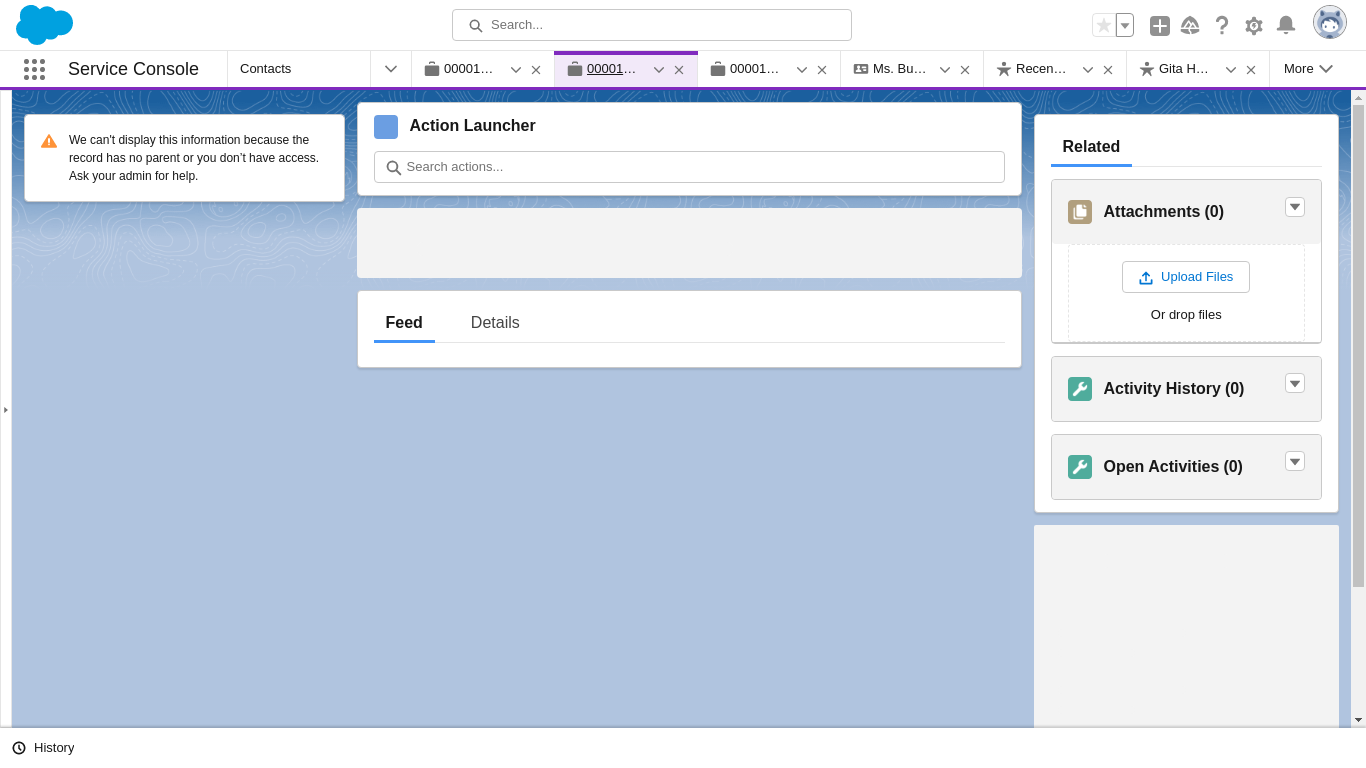 Search...
Service Console
Contacts
00001…
00001…
00001…
Ms. Bu…
Recen…
Gita H…
More
We can't display this information because the
record has no parent or you don’t have access.
Ask your admin for help.
Action Launcher
Search actions...
Feed
Details
Related
Attachments (0)
Upload Files
Or drop files
Activity History (0)
Open Activities (0)
History